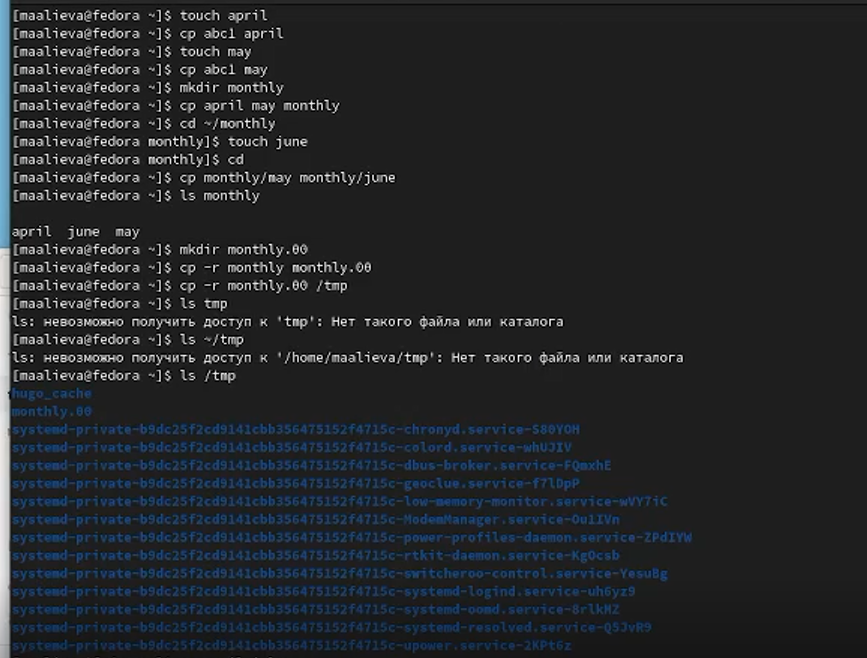 [maalieva@fedora ~]$ touch april
[maalieva@fedora ~]$ cp abc1 april
[maalieva@fedora ~]$ touch may
[maalieva@fedora ~]$ cp abc1 may
[maalieva@fedora ~]$ mkdir monthly
[maalieva@fedora ~]$ cp april may monthly
[maalieva@fedora ~]$ cd ~/monthly
[maalieva@fedora monthly]$ touch june
[maalieva@fedora monthly]$ cd
[maalieva@fedora ~]$ cp monthly/may monthly/june
[maalieva@fedora ~]$ ls monthly
april june may
[maalieva@fedora ~]$ mkdir monthly.00
[maalieva@fedora ~]$ cp -r monthly monthly.00
[maalieva@fedora ~]$ cp -r monthly.00 /tmp
[maalieva@fedora ~]$ ls tmp
ls: невозможно получить доступ к 'tmp': Нет такого файла или каталога
[maalieva@fedora ~]$ ls ~/tmp
ls: невозможно получить доступ к '/home/maalieva/tmp': Нет такого файла или каталога
[maalieva@fedora ~]$ ls /tmp
hugo_cache
monthly.00
systemd-private-b9dc25f2cd9141cbb356475152f4715c-chronyd.service-S80YOH
systemd-private-b9dc25f2cd9141cbb356475152f4715c-colord.service-whUJIV
systemd-private-b9dc25f2cd9141cbb356475152f4715c-dbus-broker.service-FQmxhE
systemd-private-b9dc25f2cd9141cbb356475152f4715c-geoclue.service-f7lDpP
systemd-private-b9dc25f2cd9141cbb356475152f4715c-low-memory-monitor.service-wVY7iC
systemd-private-b9dc25f2cd9141cbb356475152f4715c-ModemManager.service-Ou1IVn
systemd-private-b9dc25f2cd9141cbb356475152f4715c-power-profiles-daemon.service-ZPdIYW
systemd-private-b9dc25f2cd9141cbb356475152f4715c-rtkit-daemon.service-KgOcsb
systemd-private-b9dc25f2cd9141cbb356475152f4715c-switcheroo-control.service-YesuBg
systemd-private-b9dc25f2cd9141cbb356475152f4715c-systemd-logind.service-uh6yz9
systemd-private-b9dc25f2cd9141cbb356475152f4715c-systemd-oomd.service-8rlkMZ
systemd-private-b9dc25f2cd9141cbb356475152f4715c-systemd-resolved.service-Q5JvR9
systemd-private-b9dc25f2cd9141cbb356475152f4715c-upower.service-2KPt6z